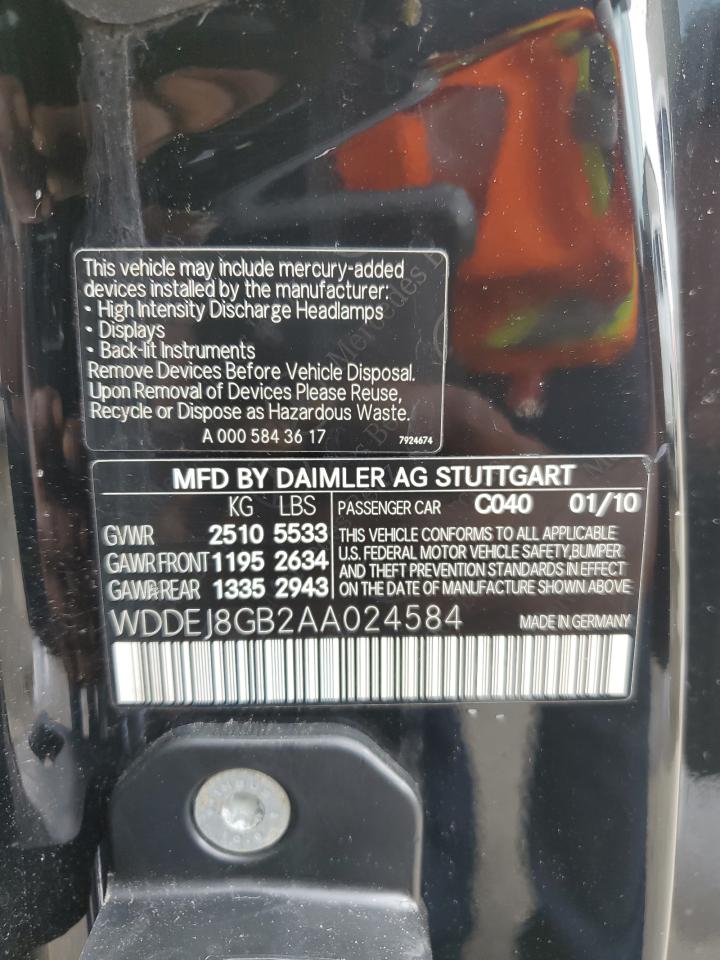 This vehicle may include mercury-added
devices installed by the manufacturer:
• High Intensity Discharge Headlamps
• Displays
• Back-lit Instruments
Remove Devices Before Vehicle Disposal.
Upon Removal of Devices Please Reuse,
Recycle or Dispose as Hazardous Waste.
A 000 584 36 17 7924674
MFD BY DAIMLER AG STUTTGART
KG LBS PASSENGER CAR C040 01/10
GVWR 2510 5533
GAWR FRONT 1195 2634
GAWR REAR 1335 2943
THIS VEHICLE CONFORMS TO ALL APPLICABLE
U.S. FEDERAL MOTOR VEHICLE SAFETY, BUMPER
AND THEFT PREVENTION STANDARDS IN EFFECT
ON THE DATE OF MANUFACTURE SHOWN ABOVE
WDDEJ8GB2AA024584 MADE IN GERMANY